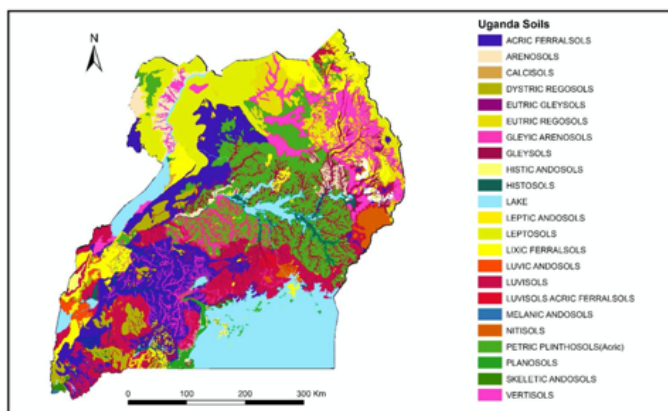 Uganda Soils
N
ACRIC FERRALSOLS
ARENOSOLS
CALCISOLS
DYSTRIC REGOSOLS
EUTRIC GLEYSOLS
EUTRIC REGOSOLS
GLEYIC ARENOSOLS
GLEYSOLS
HISTIC ANDOSOLS
HISTOSOLS
LAKE
LEPTIC ANDOSOLS
LEPTOSOLS
LIXIC FERRALSOLS
LUVIC ANDOSOLS
LUVISOLS
LUVISOLS ACRIC FERRALSOLS
MELANIC ANDOSOLS
NITISOLS
PETRIC PLINTHOSOLS(Acric)
PLANOSOLS
SKELETIC ANDOSOLS
VERTISOLS
0 100 200 300 Km